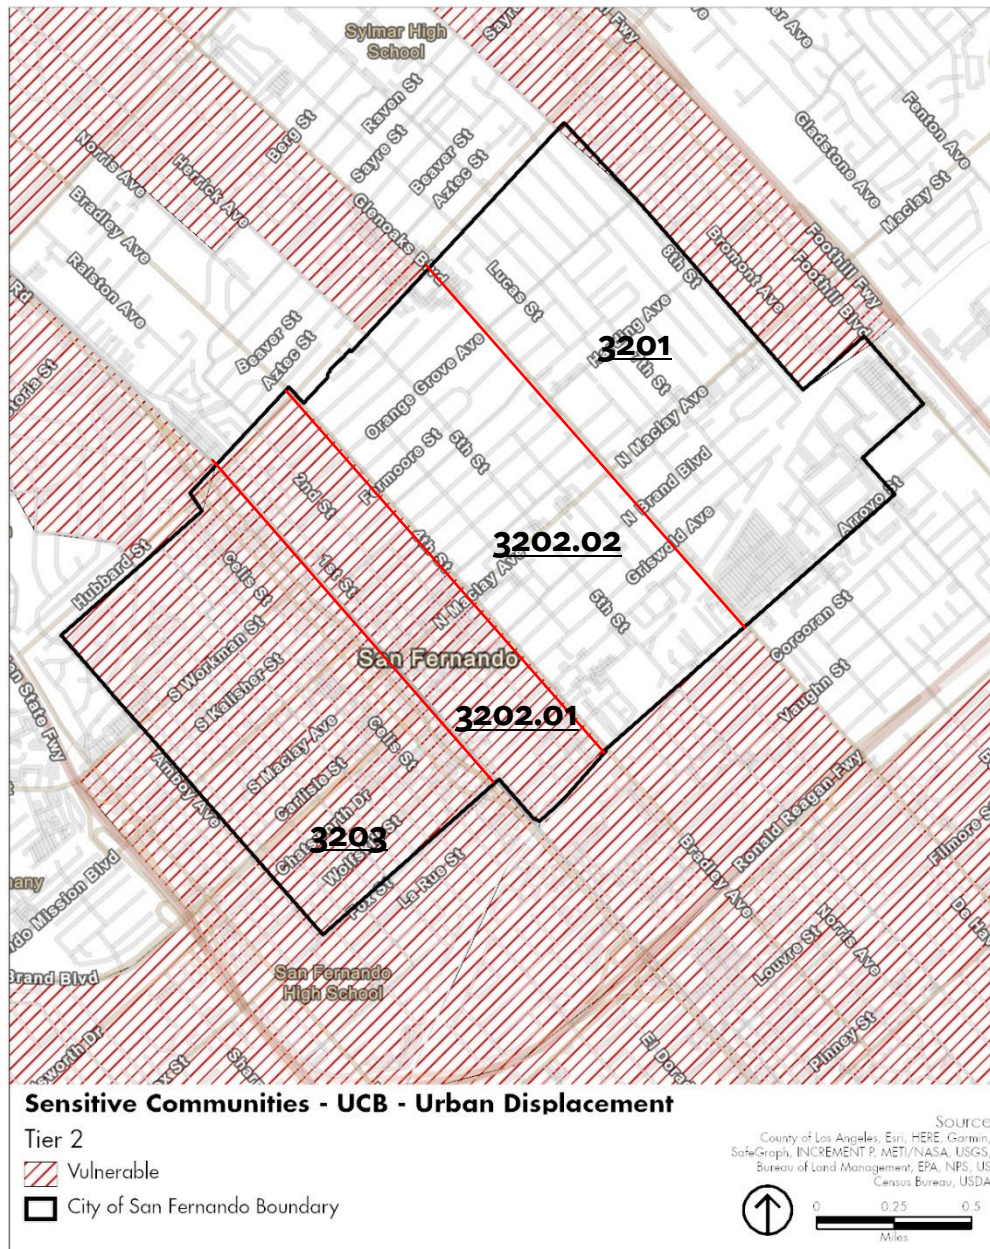 Sylmar High
School
Fwy
Fenton Ave
Raven St
Sayre St
Beaver St
Aztec St
Berg St
Gladstone Ave
Maclay St
Norris Ave
Herrick Ave
Glenoaks Blvd
Bradley Ave
Foothill Fwy
Foothill Blvd
Bromont Ave
8th St
Ralston Ave
Rd
Lucas St
Beaver St
Aztec St
3201
7th St
Orange Grove Ave
N Maclay Ave
Fermoore St
5th St
N Brand Blvd
2nd St
Arroyo St
4th St
3202.02
Griswold Ave
Hubbard St
Celis St
1st St
N Maclay Ave
5th St
Corcoran St
S Workman St
San Fernando
Vaughn St
S Kalisher St
3202.01
State Fwy
S Maclay Ave
Celis St
Amboy Ave
Carlisle St
3203
Ronald Reagan Fwy
Bradley Ave
Mission Blvd
La Rue St
Fox St
Norris Ave
Louvre St
San Fernando
High School
Brand Blvd
Pinney St
Sensitive Communities - UCB - Urban Displacement
Tier 2
Vulnerable
City of San Fernando Boundary
Source
County of Los Angeles, Esri, HERE, Garmin,
SafeGraph, INCREMENT P, METI/NASA, USGS,
Bureau of Land Management, EPA, NPS, US
Census Bureau, USDA
0 0.25 0.5
Miles